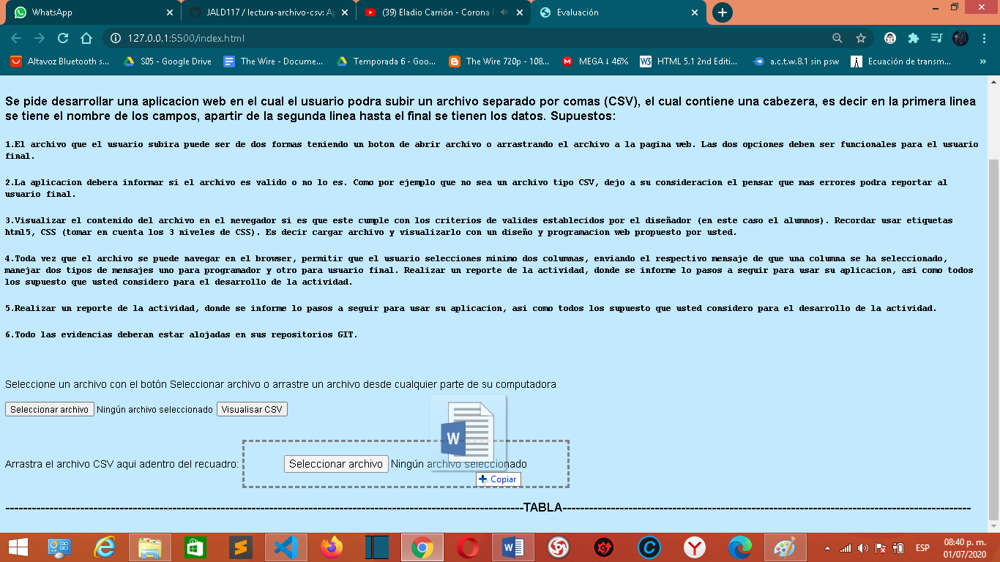 WhatsApp
JALD117 / lectura-archivo-csv: Ap
(39) Eladio Carrión - Corona
Evaluación
127.0.0.1:5500/index.html
Altavoz Bluetooth s...
S05 - Google Drive
The Wire - Docume...
Temporada 6 - Goo...
The Wire 720p - 108...
MEGA ↓ 46%
HTML 5.1 2nd Editi...
a.c.t.w.8.1 sin psw
Ecuación de transm...
»
Se pide desarrollar una aplicacion web en el cual el usuario podra subir un archivo separado por comas (CSV), el cual contiene una cabezera, es decir en la primera linea
se tiene el nombre de los campos, apartir de la segunda linea hasta el final se tienen los datos. Supuestos:
1.El archivo que el usuario subira puede ser de dos formas teniendo un boton de abrir archivo o arrastrando el archivo a la pagina web. Las dos opciones deben ser funcionales para el usuario
final.
2.La aplicacion debera informar si el archivo es valido o no lo es. Como por ejemplo que no sea un archivo tipo CSV, dejo a su consideracion el pensar que mas errores podra reportar al
usuario final.
3.Visualizar el contenido del archivo en el nevegador si es que este cumple con los criterios de valides establecidos por el diseñador (en este caso el alumnos). Recordar usar etiquetas
html5, CSS (tomar en cuenta los 3 niveles de CSS). Es decir cargar archivo y visualizarlo con un diseño y programacion web propuesto por usted.
4.Toda vez que el archivo se puede navegar en el browser, permitir que el usuario selecciones minimo dos columnas, enviando el respectivo mensaje de que una columna se ha seleccionado,
manejar dos tipos de mensajes uno para programador y otro para usuario final. Realizar un reporte de la actividad, donde se informe lo pasos a seguir para usar su aplicacion, asi como todos
los supuesto que usted considero para el desarrollo de la actividad.
5.Realizar un reporte de la actividad, donde se informe lo pasos a seguir para usar su aplicacion, asi como todos los supuesto que usted considero para el desarrollo de la actividad.
6.Todo las evidencias deberan estar alojadas en sus repositorios GIT.
Seleccione un archivo con el botón Seleccionar archivo o arrastre un archivo desde cualquier parte de su computadora
Seleccionar archivo Ningún archivo seleccionado Visualisar CSV
Arrastra el archivo CSV aqui adentro del recuadro: Seleccionar archivo Ningún archivo seleccionado
Copiar
TABLA
ESP
08:40 p. m.
01/07/2020